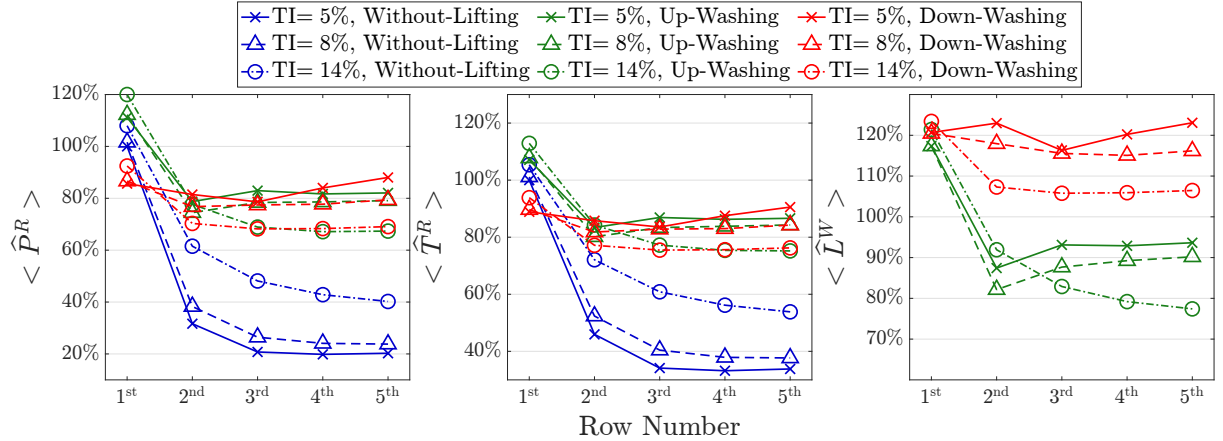 TI= 5%, Without-Lifting TI= 5%, Up-Washing TI= 5%, Down-Washing
TI= 8%, Without-Lifting TI= 8%, Up-Washing TI= 8%, Down-Washing
TI= 14%, Without-Lifting TI= 14%, Up-Washing TI= 14%, Down-Washing
< P̂^R >
120%
100%
80%
60%
40%
20%
1st 2nd 3rd 4th 5th
< T̂^R >
120%
100%
80%
60%
40%
1st 2nd 3rd 4th 5th
< L̂^W >
120%
110%
100%
90%
80%
70%
1st 2nd 3rd 4th 5th
Row Number